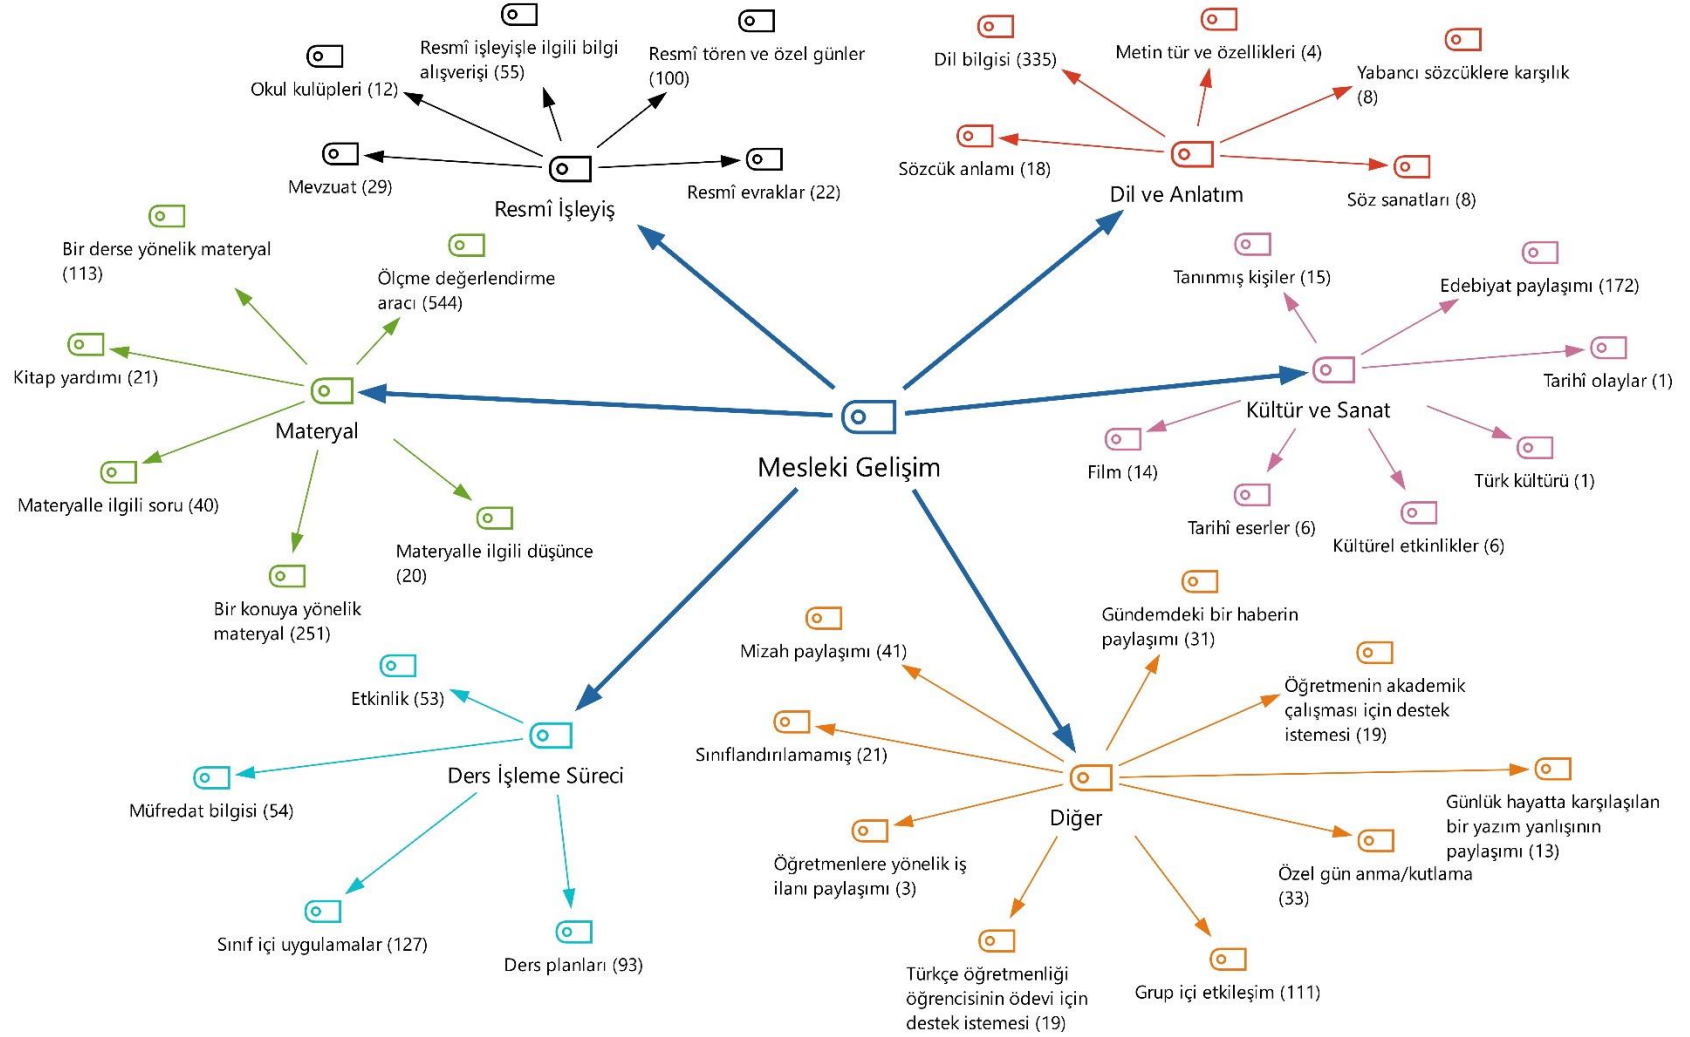 Resmî işleyişle ilgili bilgi
alışverişi (55)
Resmî tören ve özel günler
(100)
Okul kulüpleri (12)
Mevzuat (29)
Resmî evraklar (22)
Resmî İşleyiş
Dil bilgisi (335)
Metin tür ve özellikleri (4)
Yabancı sözcüklere karşılık
(8)
Sözcük anlamı (18)
Söz sanatları (8)
Dil ve Anlatım
Bir derse yönelik materyal
(113)
Ölçme değerlendirme
aracı (544)
Kitap yardımı (21)
Materyal
Materyalle ilgili soru (40)
Materyalle ilgili düşünce
(20)
Bir konuya yönelik
materyal (251)
Tanınmış kişiler (15)
Edebiyat paylaşımı (172)
Tarihî olaylar (1)
Kültür ve Sanat
Film (14)
Türk kültürü (1)
Tarihî eserler (6)
Kültürel etkinlikler (6)
Mesleki Gelişim
Etkinlik (53)
Ders İşleme Süreci
Müfredat bilgisi (54)
Sınıf içi uygulamalar (127)
Ders planları (93)
Mizah paylaşımı (41)
Gündemdeki bir haberin
paylaşımı (31)
Öğretmenin akademik
çalışması için destek
istemesi (19)
Sınıflandırılamamış (21)
Diğer
Günlük hayatta karşılaşılan
bir yazım yanlışının
paylaşımı (13)
Öğretmenlere yönelik iş
ilanı paylaşımı (3)
Özel gün anma/kutlama
(33)
Türkçe öğretmenliği
öğrencisinin ödevi için
destek istemesi (19)
Grup içi etkileşim (111)